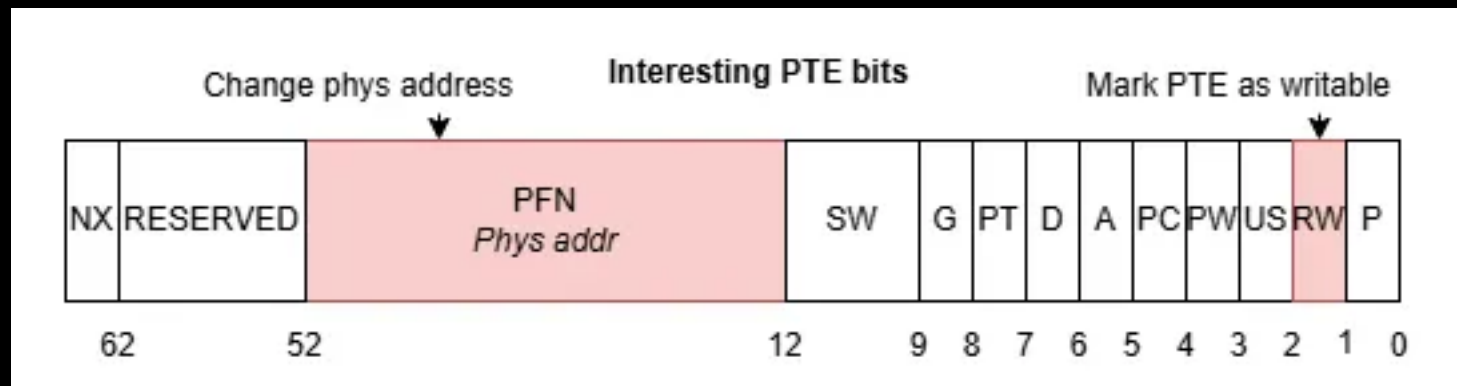 Interesting PTE bits
Change phys address
Mark PTE as writable
NX RESERVED PFN SW G PT D A PC PW US RW P
Phys addr
62 52 12 9 8 7 6 5 4 3 2 1 0